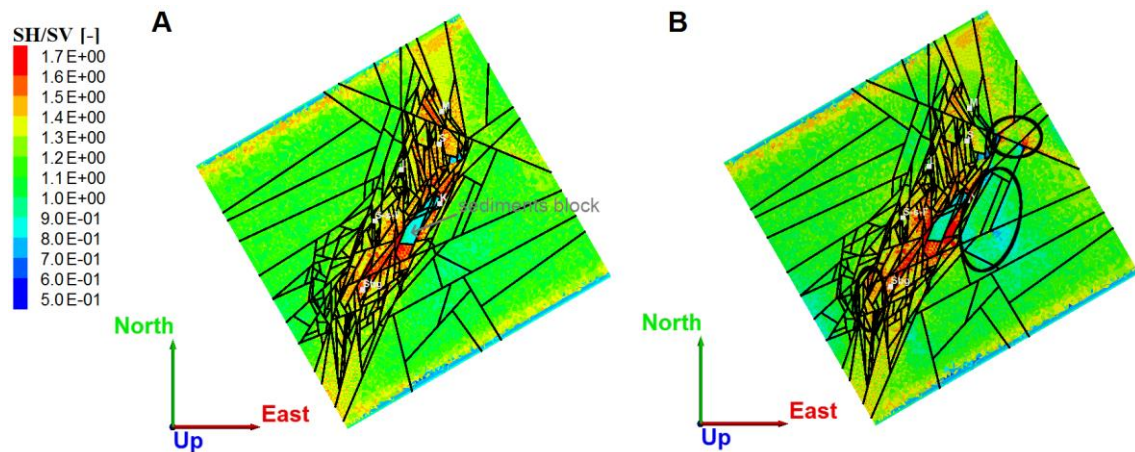 A
B
SH/SV [-]
1.7E+00
1.6E+00
1.5E+00
1.4E+00
1.3E+00
1.2E+00
1.1E+00
1.0E+00
9.0E-01
8.0E-01
7.0E-01
6.0E-01
5.0E-01
sediments block
North
East
Up
North
East
Up